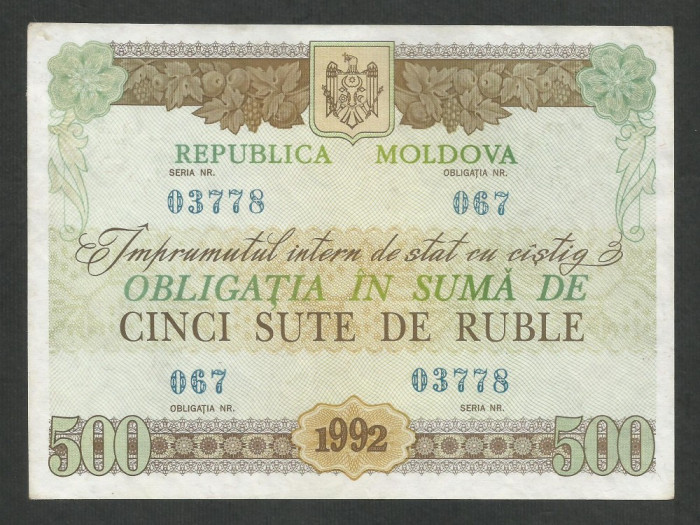 REPUBLICA MOLDOVA
SERIA NR. OBLIGAȚIA NR.
03778 067
Împrumutul intern de stat cu cîștig
OBLIGAȚIA ÎN SUMĂ DE
CINCI SUTE DE RUBLE
067 03778
OBLIGAȚIA NR. SERIA NR.
500 1992 500